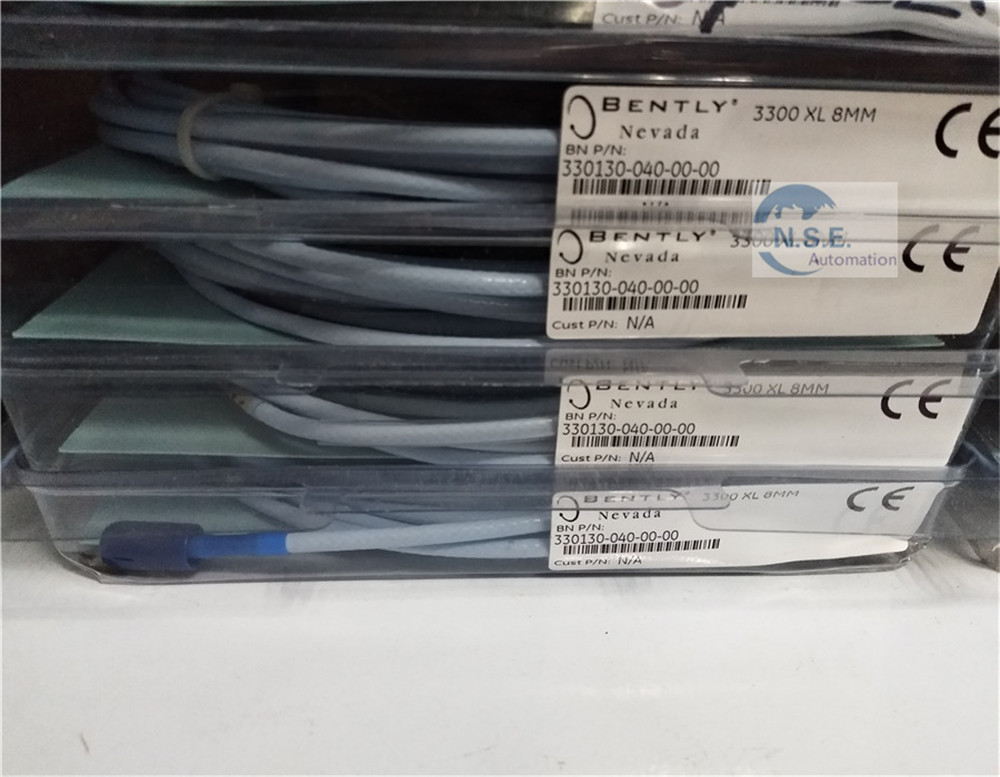 Cust P/N: N/A
BENTLY® 3300 XL 8MM
Nevada
CE
BN P/N:
330130-040-00-00
N.S.E.
Automation
BENTLY® 3300
Nevada
CE
BN P/N:
330130-040-00-00
Cust P/N: N/A
BENTLY 3300 XL 8MM
Nevada
CE
BN P/N:
330130-040-00-00
Cust P/N: N/A
BENTLY® 3300 XL 8MM
Nevada
CE
BN P/N:
330130-040-00-00
Cust P/N: N/A